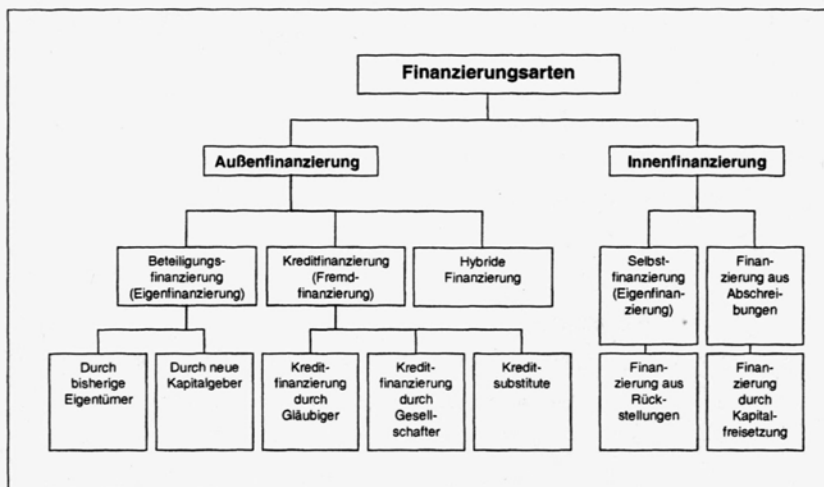 Finanzierungsarten
Außenfinanzierung
Innenfinanzierung
Beteiligungs-
finanzierung
(Eigenfinanzierung)
Kreditfinanzierung
(Fremd-
finanzierung)
Hybride
Finanzierung
Selbst-
finanzierung
(Eigenfinan-
zierung)
Finan-
zierung aus
Abschrei-
bungen
Durch
bisherige
Eigentümer
Durch neue
Kapitalgeber
Kredit-
finanzierung
durch
Gläubiger
Kredit-
finanzierung
durch
Gesell-
schafter
Kredit-
substitute
Finan-
zierung aus
Rück-
stellungen
Finan-
zierung
durch
Kapital-
freisetzung